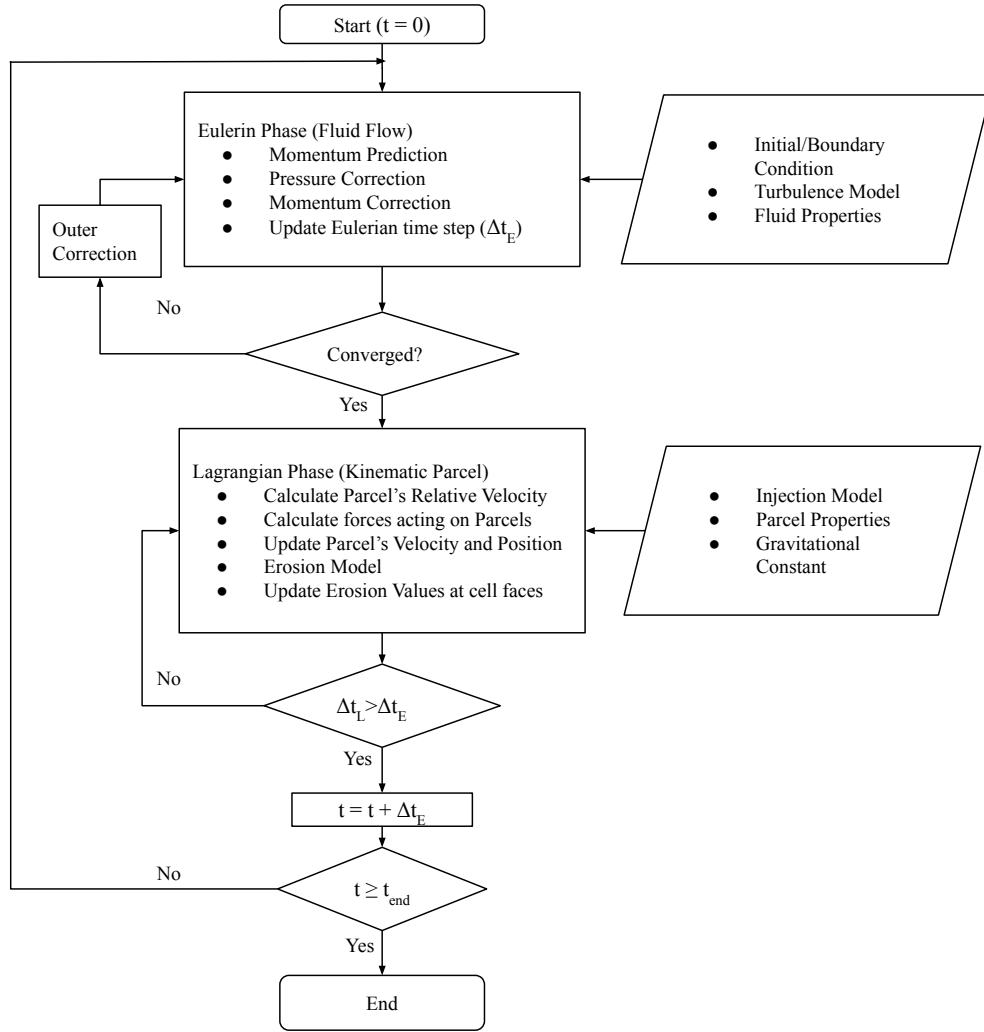 Start (t = 0)
Eulerin Phase (Fluid Flow)
● Momentum Prediction
● Pressure Correction
● Momentum Correction
● Update Eulerian time step (Δt_E)
● Initial/Boundary
Condition
● Turbulence Model
● Fluid Properties
Outer
Correction
No
Converged?
Yes
Lagrangian Phase (Kinematic Parcel)
● Calculate Parcel’s Relative Velocity
● Calculate forces acting on Parcels
● Update Parcel’s Velocity and Position
● Erosion Model
● Update Erosion Values at cell faces
● Injection Model
● Parcel Properties
● Gravitational
Constant
No
Δt_L>Δt_E
Yes
t = t + Δt_E
No
t ≥ t_end
Yes
End